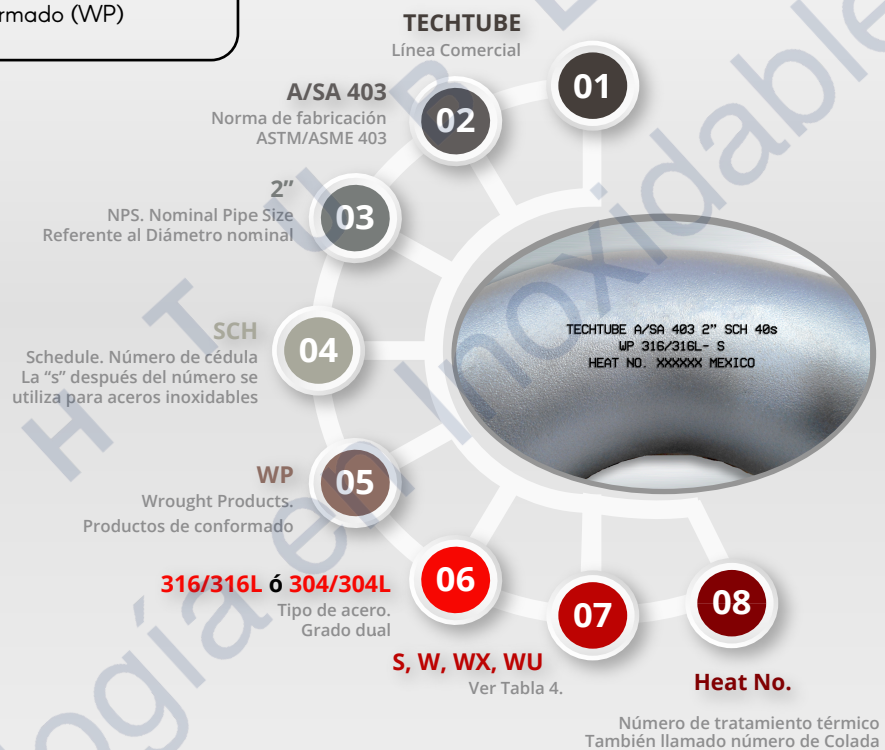 rmado (WP)
TECHTUBE
Línea Comercial
01
A/SA 403
Norma de fabricación
ASTM/ASME 403
02
2”
NPS. Nominal Pipe Size
Referente al Diámetro nominal
03
SCH
Schedule. Número de cédula
La “s” después del número se
utiliza para aceros inoxidables
04
TECHTUBE A/SA 403 2” SCH 40s
WP 316/316L- S
HEAT NO. XXXXXX MEXICO
WP
Wrought Products.
Productos de conformado
05
316/316L ó 304/304L
Tipo de acero.
Grado dual
06
S, W, WX, WU
Ver Tabla 4.
07
08
Heat No.
Número de tratamiento térmico
También llamado número de Colada
H T U B
logía en Inoxidable